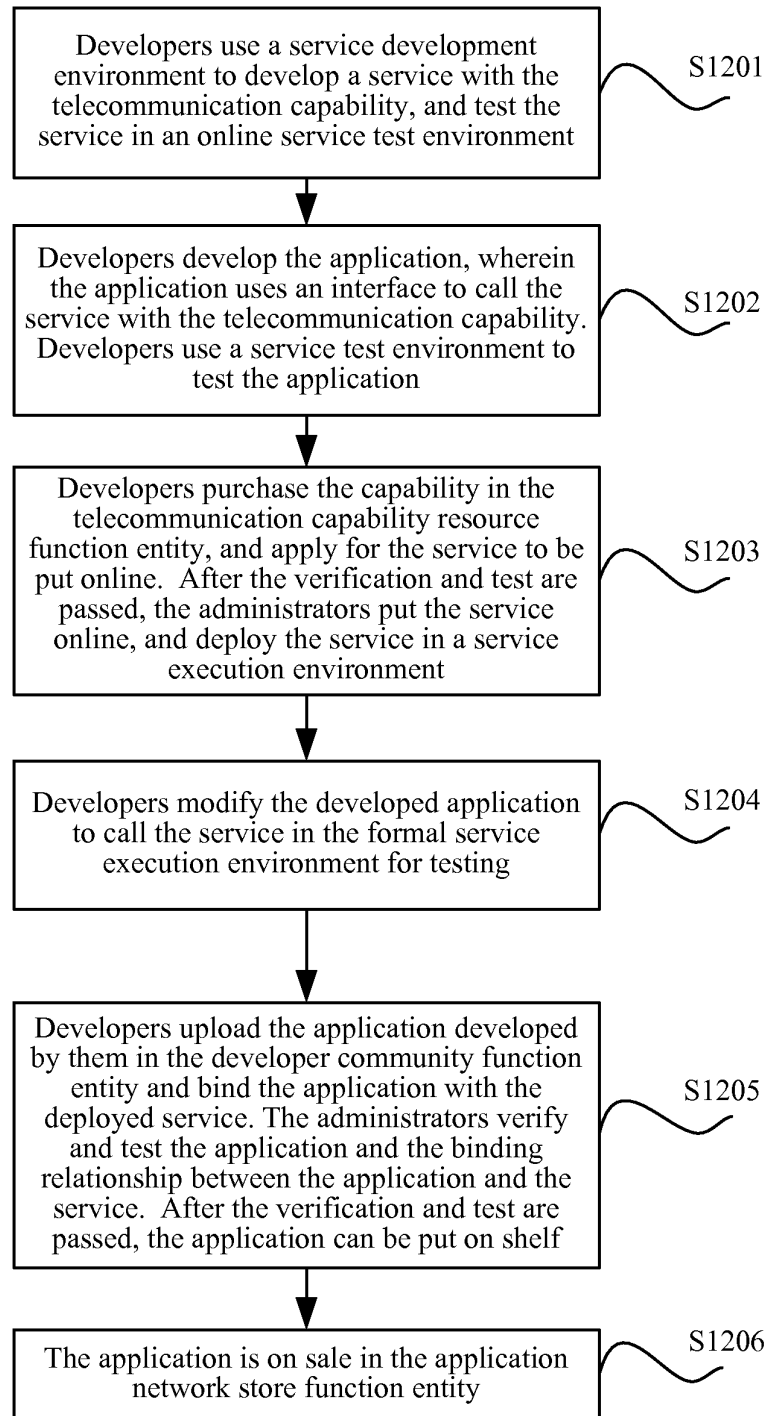 Developers use a service development
environment to develop a service with the
telecommunication capability, and test the
service in an online service test environment
S1201
Developers develop the application, wherein
the application uses an interface to call the
service with the telecommunication capability.
Developers use a service test environment to
test the application
S1202
Developers purchase the capability in the
telecommunication capability resource
function entity, and apply for the service to be
put online.  After the verification and test are
passed, the administrators put the service
online, and deploy the service in a service
execution environment
S1203
Developers modify the developed application
to call the service in the formal service
execution environment for testing
S1204
Developers upload the application developed
by them in the developer community function
entity and bind the application with the
deployed service. The administrators verify
and test the application and the binding
relationship between the application and the
service.  After the verification and test are
passed, the application can be put on shelf
S1205
The application is on sale in the application
network store function entity
S1206